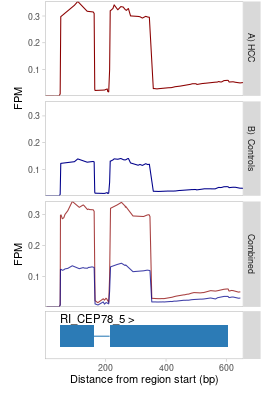 0.3
0.2
0.1
A) HCC
FPM
0.3
0.2
0.1
B) Controls
0.3
0.2
0.1
FPM
Combined
RI_CEP78_5 >
0
200
400
600
Distance from region start (bp)